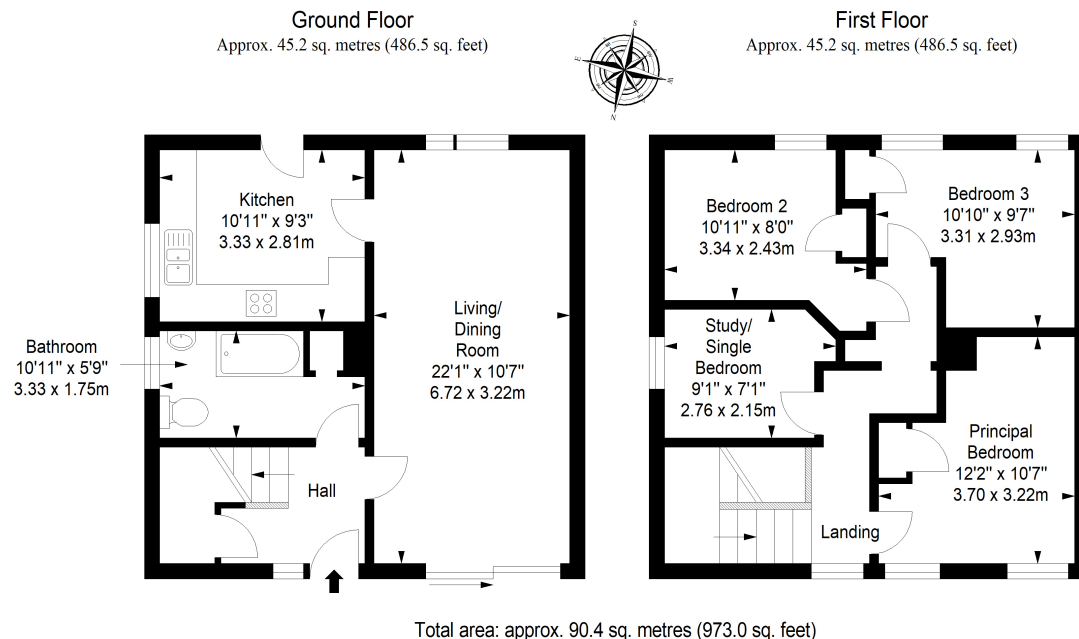 Ground Floor
Approx. 45.2 sq. metres (486.5 sq. feet)
First Floor
Approx. 45.2 sq. metres (486.5 sq. feet)
S
E
W
N
Kitchen
10'11" x 9'3"
3.33 x 2.81m
Living/
Dining
Room
22'1" x 10'7"
6.72 x 3.22m
Bathroom
10'11" x 5'9"
3.33 x 1.75m
Hall
Bedroom 2
10'11" x 8'0"
3.34 x 2.43m
Bedroom 3
10'10" x 9'7"
3.31 x 2.93m
Study/
Single
Bedroom
9'1" x 7'1"
2.76 x 2.15m
Principal
Bedroom
12'2" x 10'7"
3.70 x 3.22m
Landing
Total area: approx. 90.4 sq. metres (973.0 sq. feet)